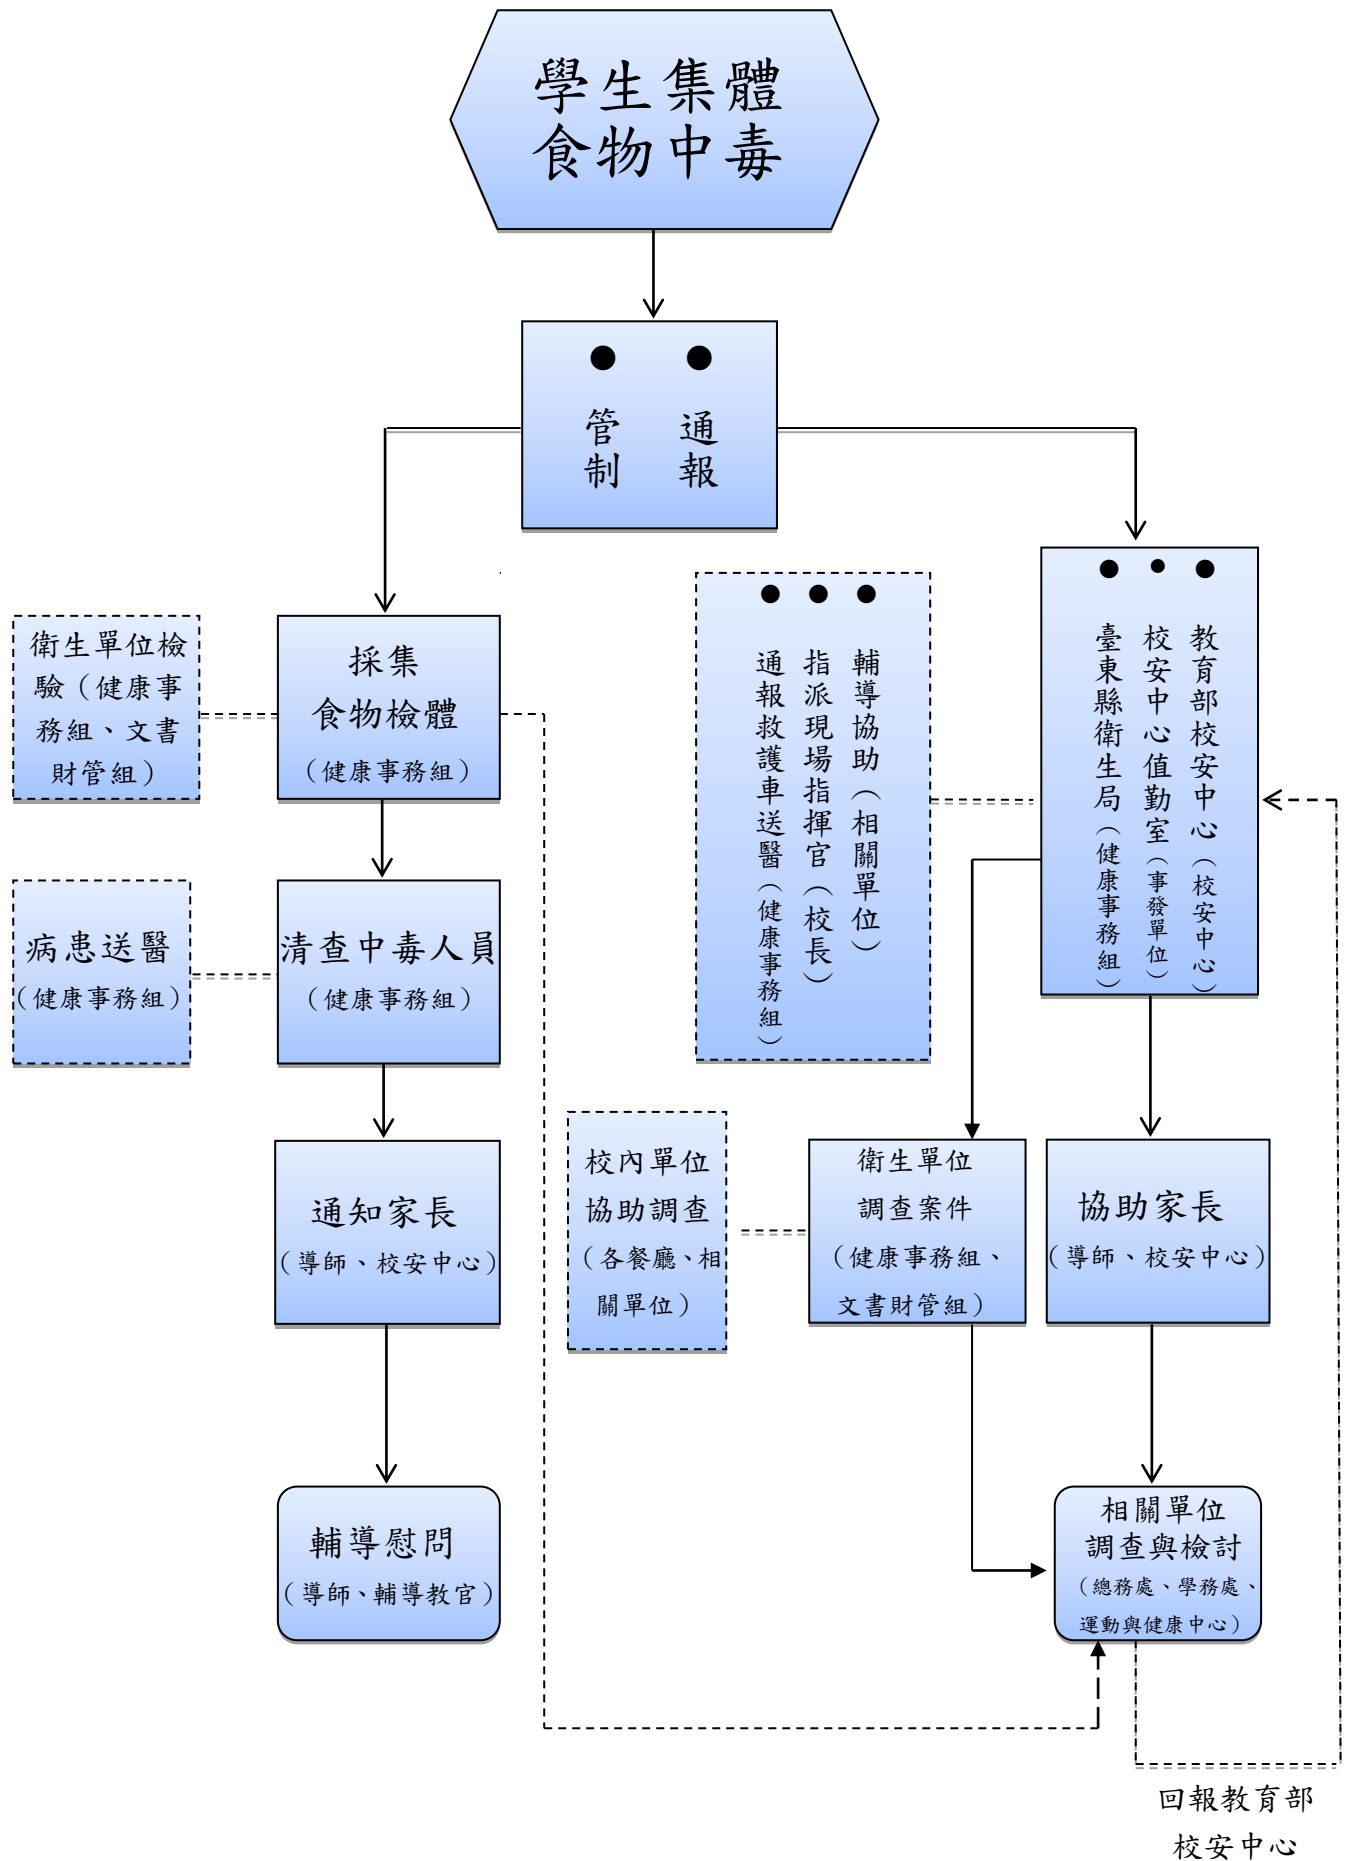 學生集體
食物中毒
● 通報
● 管制
● 教育部校安中心（校安中心）
● 校安中心值勤室（事發單位）
● 臺東縣衛生局（健康事務組）
● 輔導協助（相關單位）
● 指派現場指揮官（校長）
● 通報救護車送醫（健康事務組）
衛生單位檢
驗（健康事
務組、文書
財管組）
採集
食物檢體
（健康事務組）
病患送醫
（健康事務組）
清查中毒人員
（健康事務組）
通知家長
（導師、校安中心）
輔導慰問
（導師、輔導教官）
校內單位
協助調查
（各餐廳、相
關單位）
衛生單位
調查案件
（健康事務組、
文書財管組）
協助家長
（導師、校安中心）
相關單位
調查與檢討
（總務處、學務處、
運動與健康中心）
回報教育部
校安中心